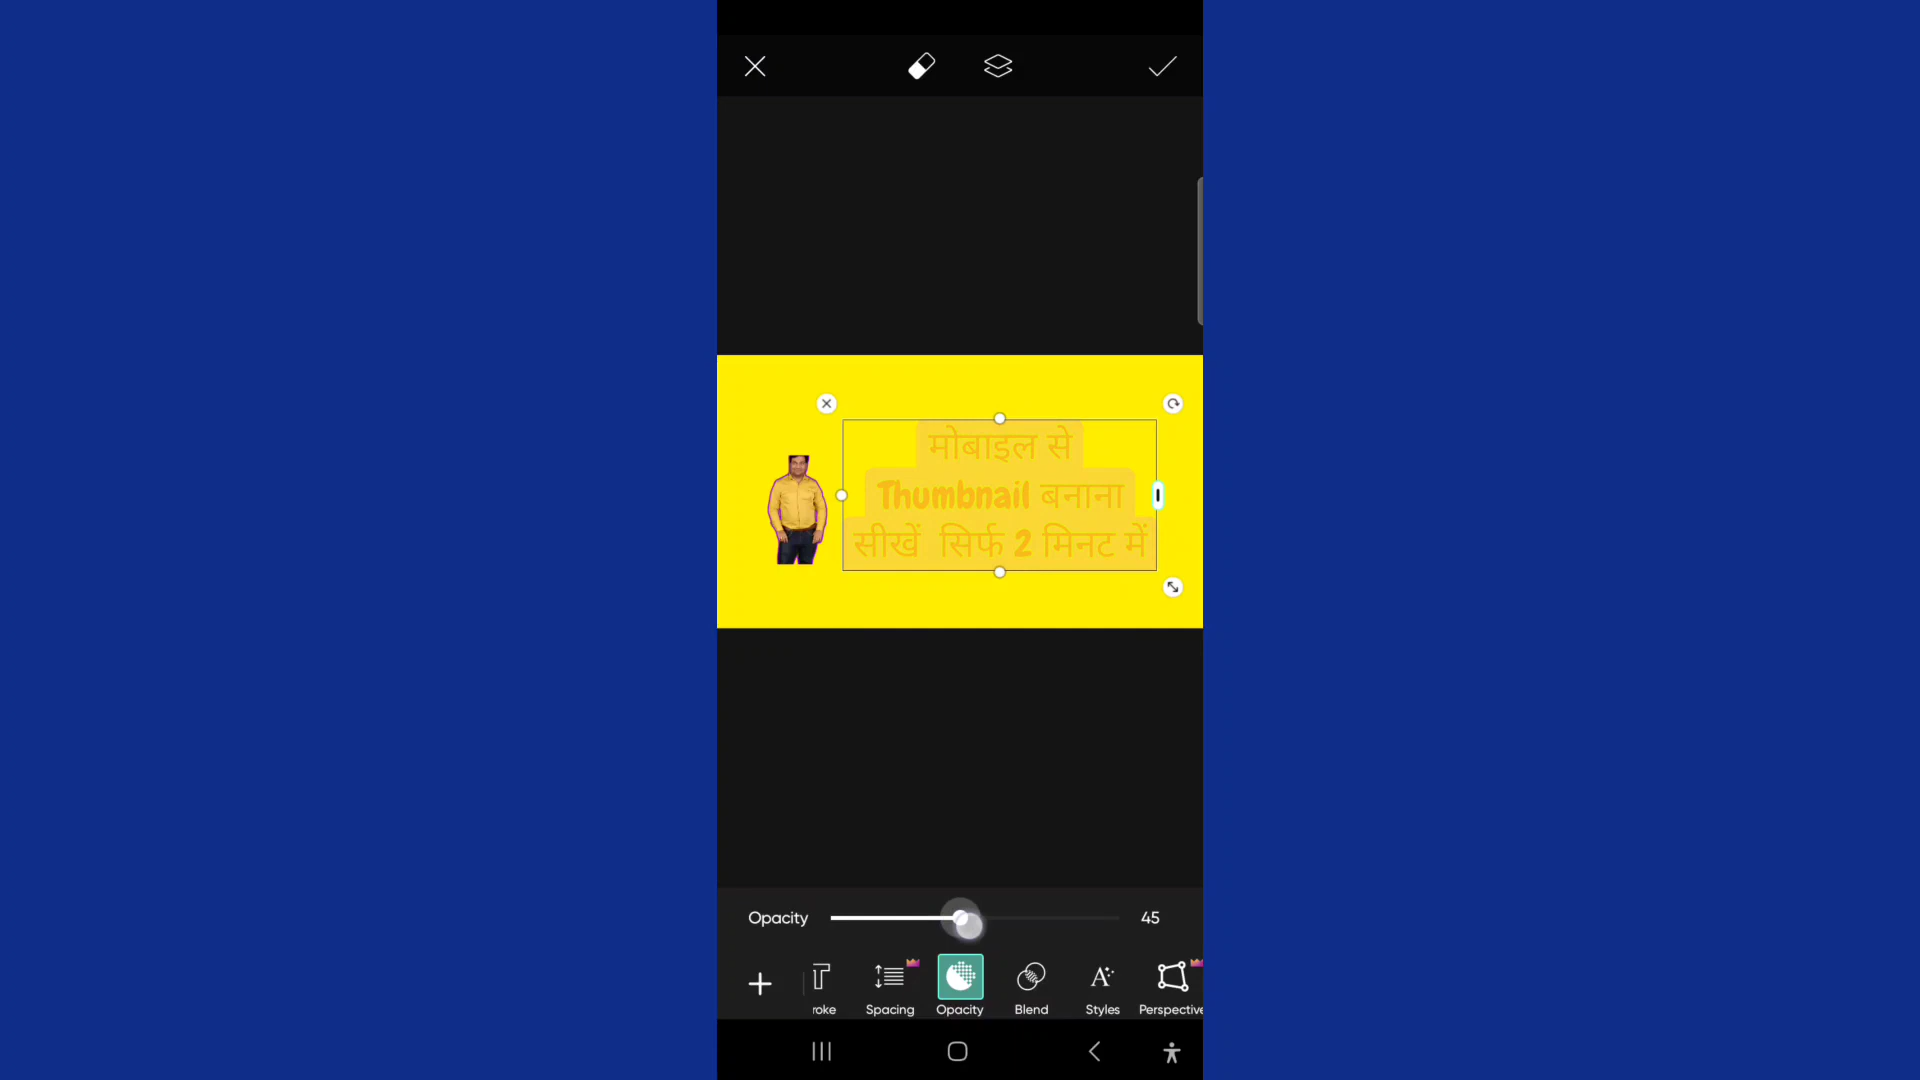 मोबाइल से
Thumbnail बनाना
सीखें सिर्फ 2 मिनट में
Opacity 45
roke Spacing Opacity Blend Styles Perspective